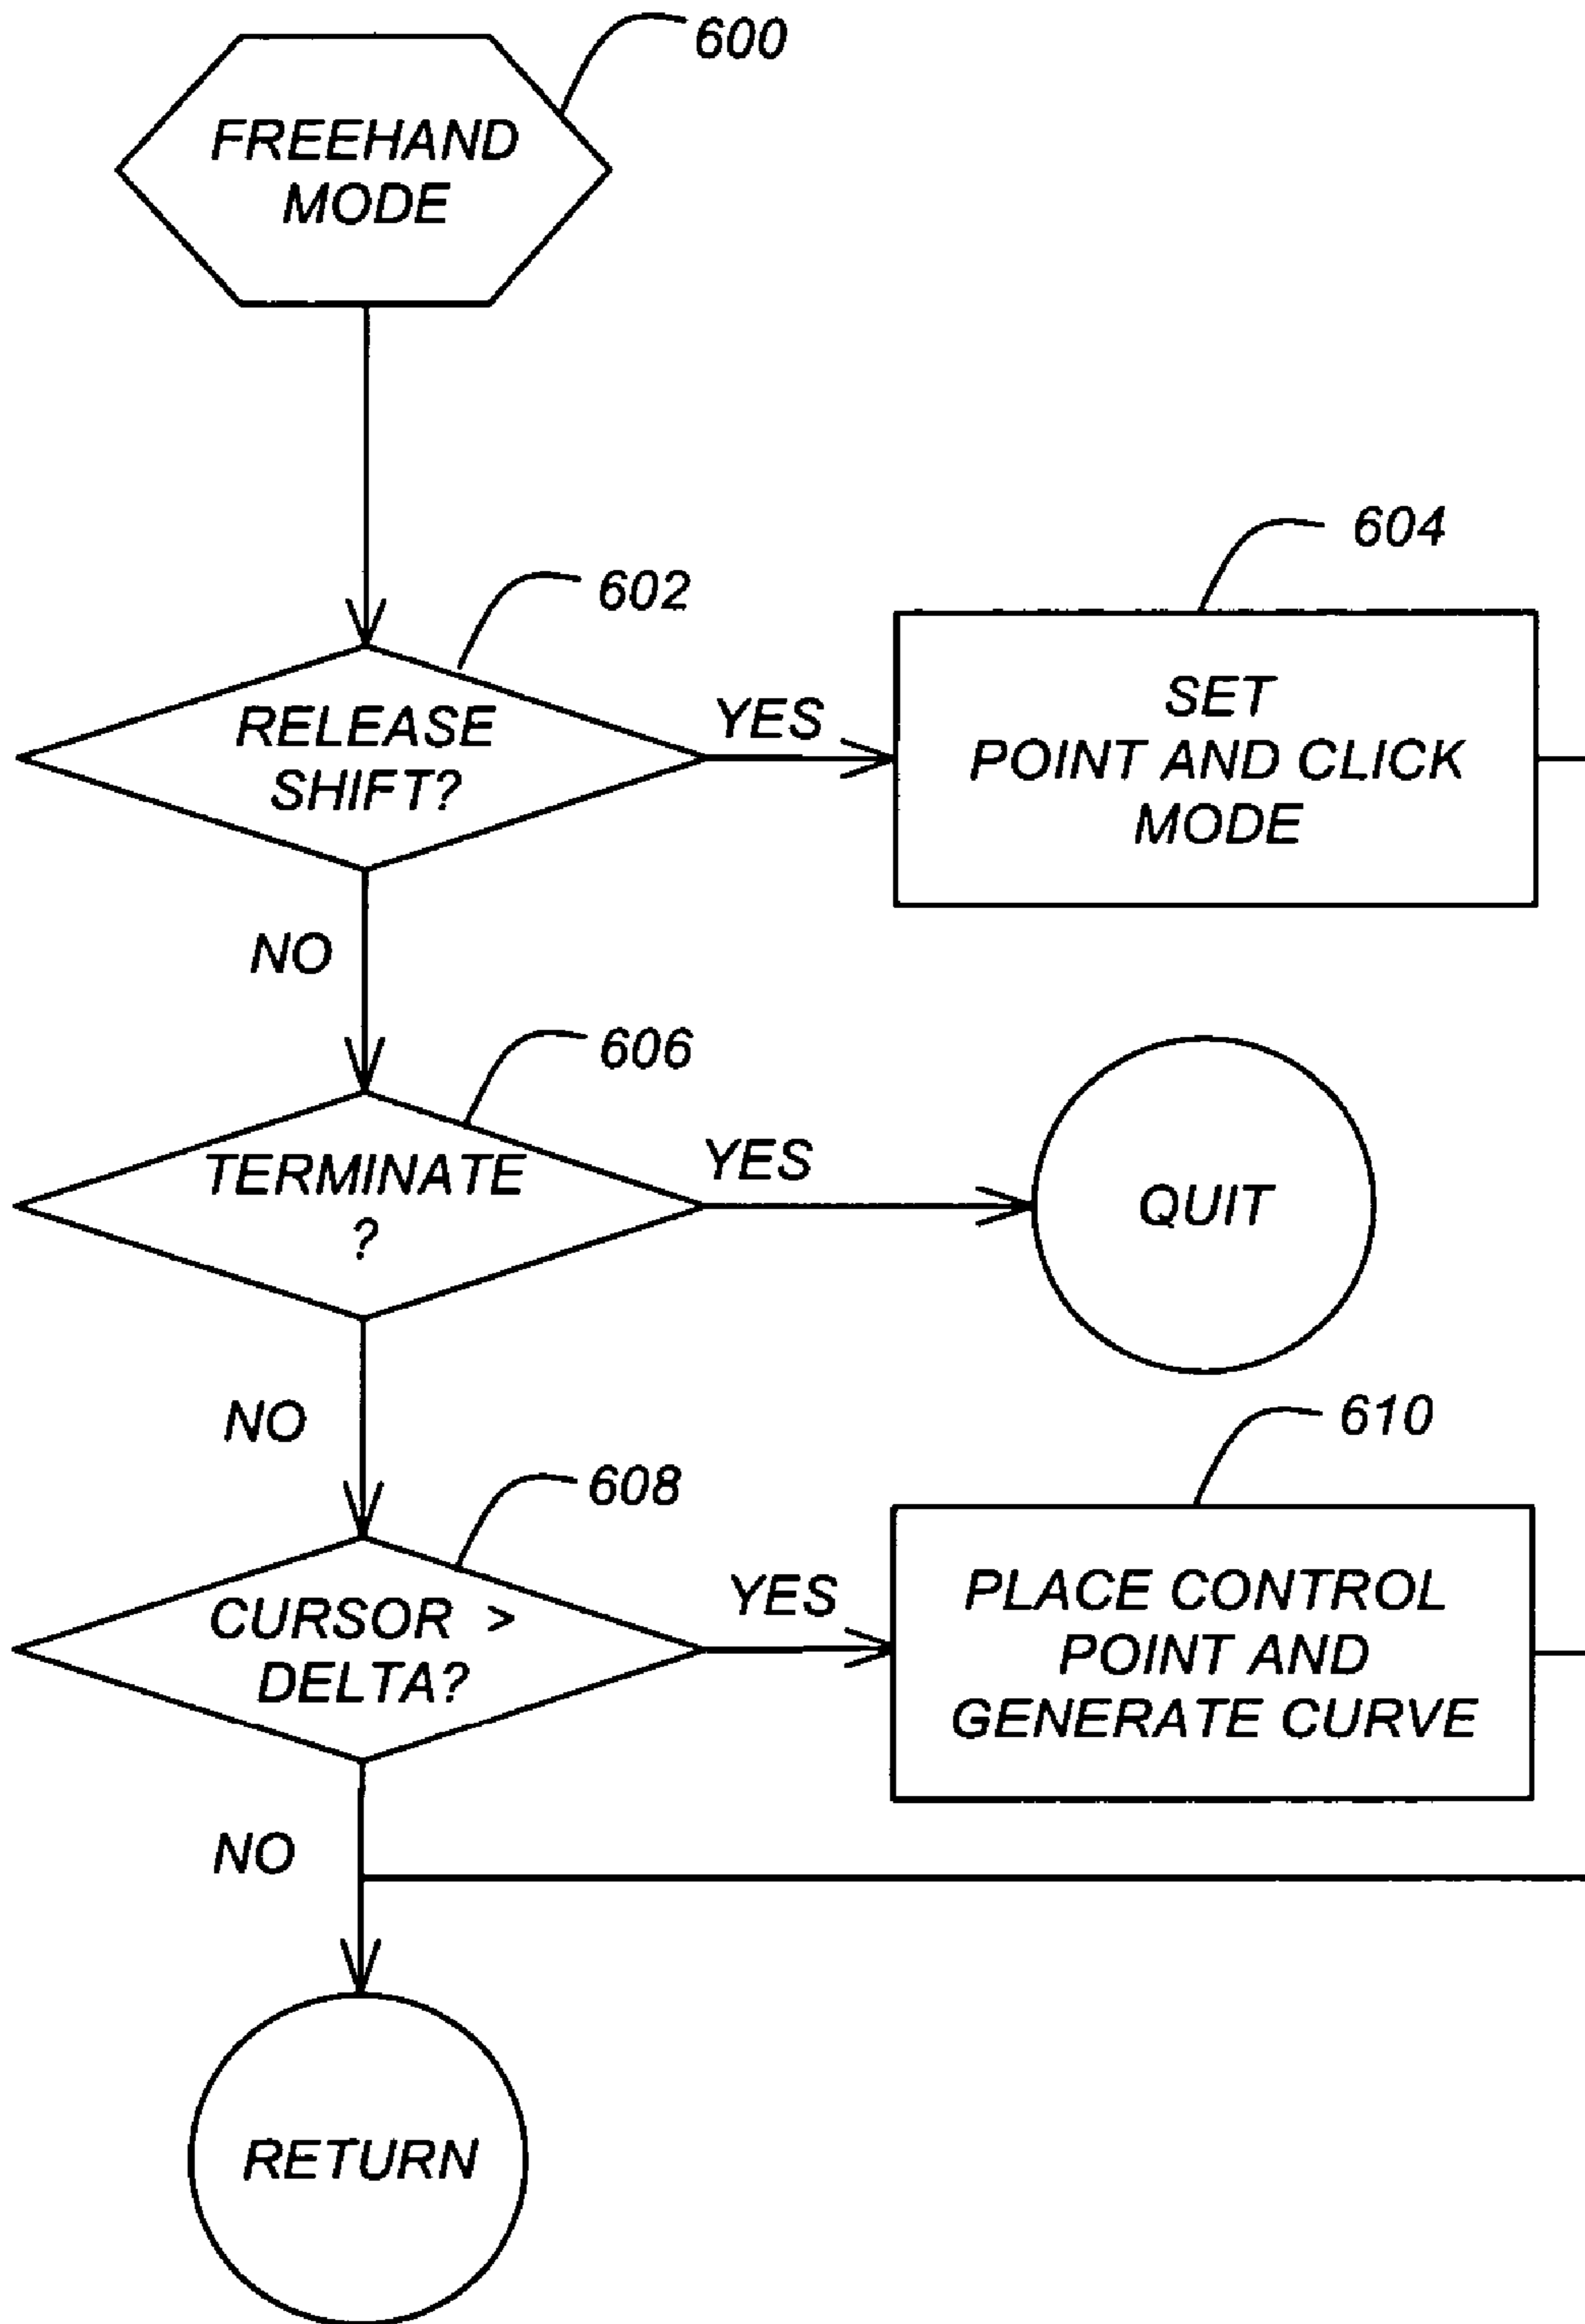 600
FREEHAND
MODE
602
RELEASE
SHIFT?
YES
604
SET
POINT AND CLICK
MODE
NO
606
TERMINATE
?
YES
QUIT
NO
608
CURSOR >
DELTA?
YES
610
PLACE CONTROL
POINT AND
GENERATE CURVE
NO
RETURN